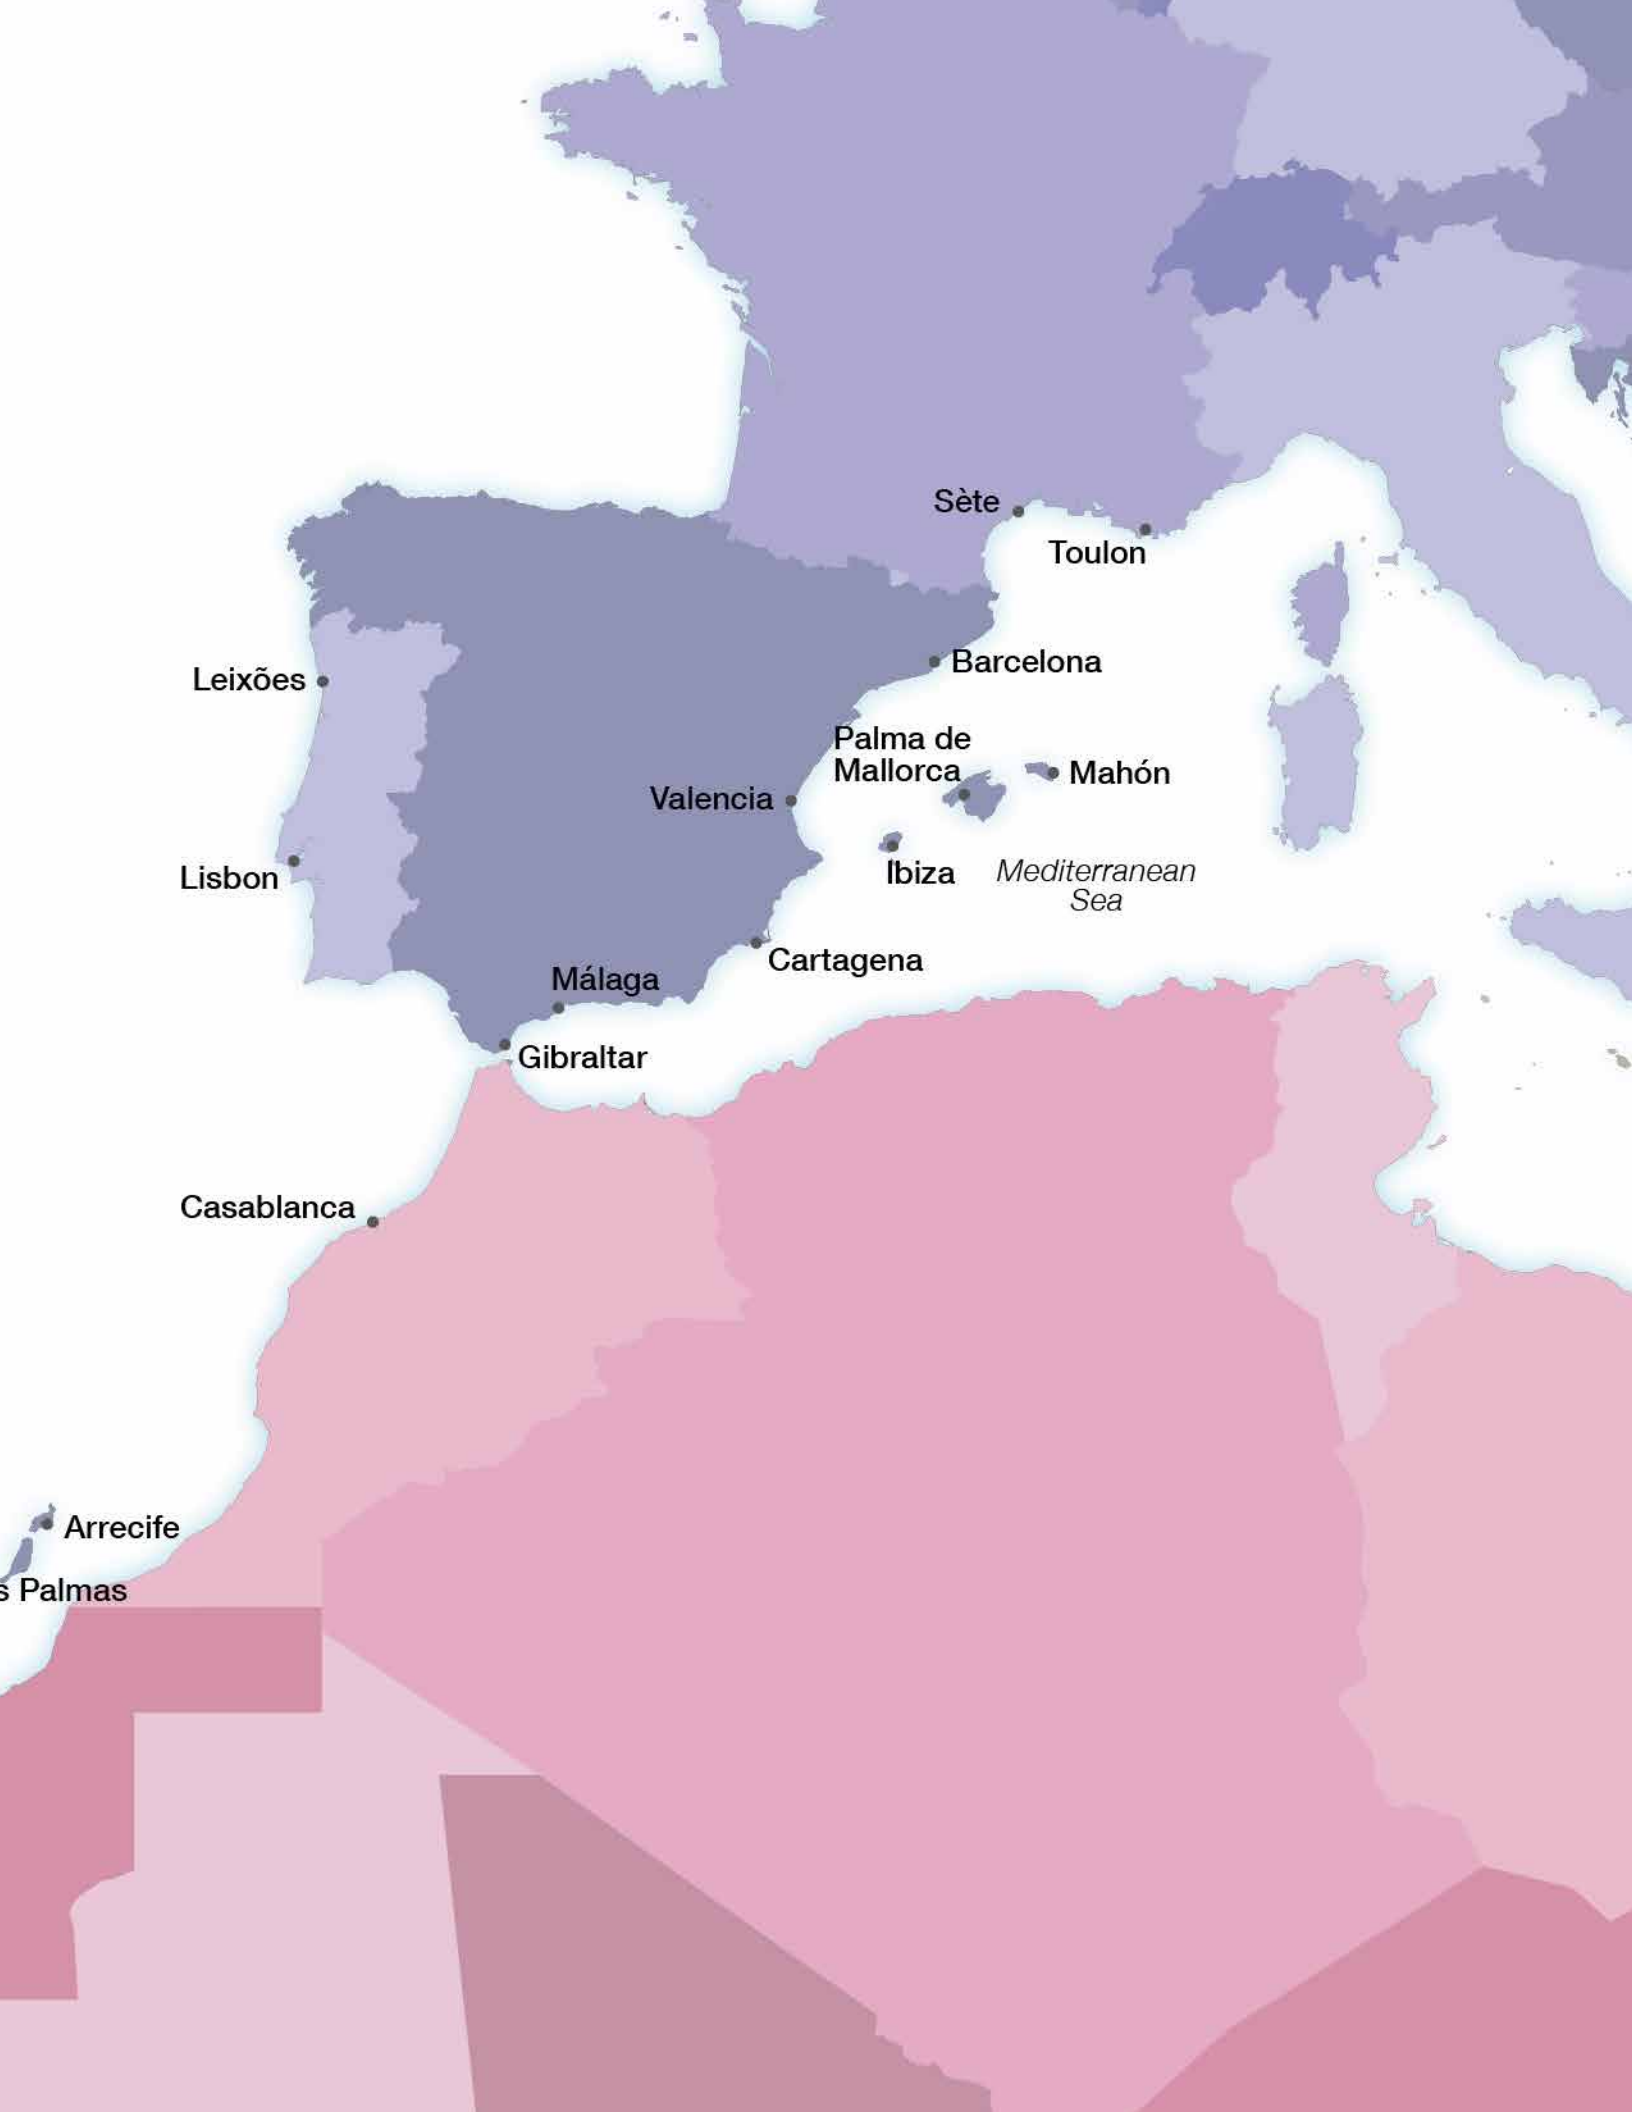 Sète
Toulon
Barcelona
Leixões
Palma de
Mallorca
Mahón
Valencia
Ibiza
Mediterranean
Sea
Lisbon
Cartagena
Málaga
Gibraltar
Casablanca
Arrecife
s Palmas